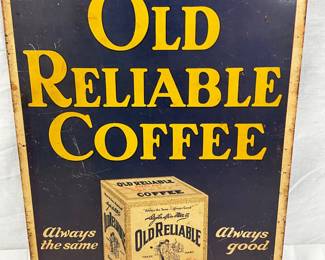 OLD
RELIABLE
COFFEE
Always
the same
Always
good
OLD RELIABLE
COFFEE
OLD RELIABLE